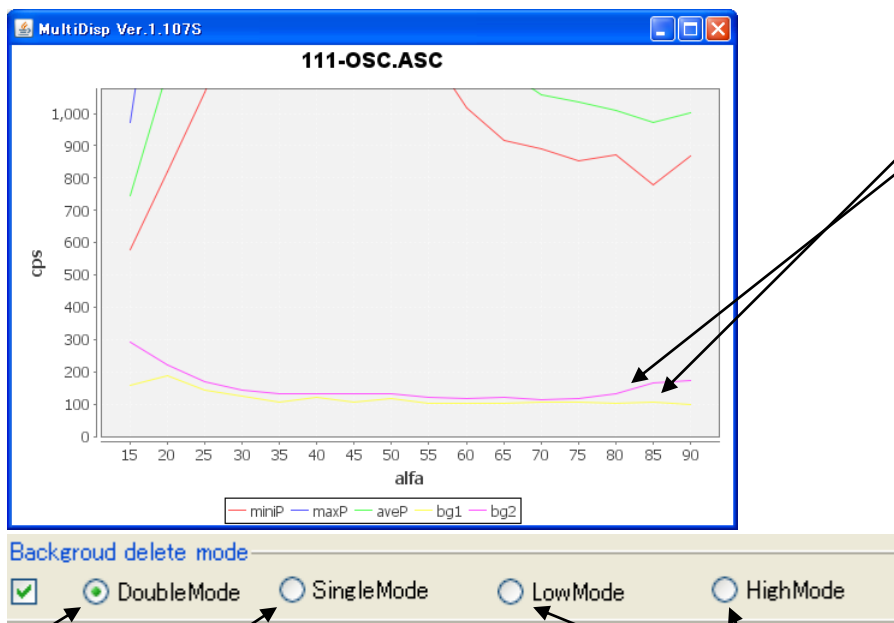 MultiDisp Ver.1.107S
111-OSC.ASC
1,000
900
800
700
600
500
400
300
200
100
0
cps
15 20 25 30 35 40 45 50 55 60 65 70 75 80 85 90
alfa
miniP maxP aveP bg1 bg2
Backgroud delete mode
DoubleMode SingleMode LowMode HighMode